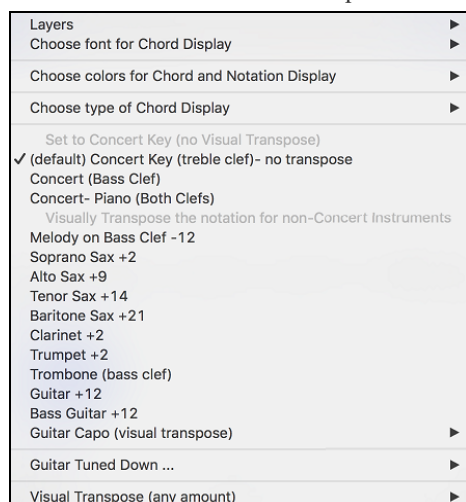 Layers
Choose font for Chord Display
Choose colors for Chord and Notation Display
Choose type of Chord Display
Set to Concert Key (no Visual Transpose)
✓ (default) Concert Key (treble clef)- no transpose
Concert (Bass Clef)
Concert- Piano (Both Clefs)
Visually Transpose the notation for non-Concert Instruments
Melody on Bass Clef -12
Soprano Sax +2
Alto Sax +9
Tenor Sax +14
Baritone Sax +21
Clarinet +2
Trumpet +2
Trombone (bass clef)
Guitar +12
Bass Guitar +12
Guitar Capo (visual transpose)
Guitar Tuned Down ...
Visual Transpose (any amount)